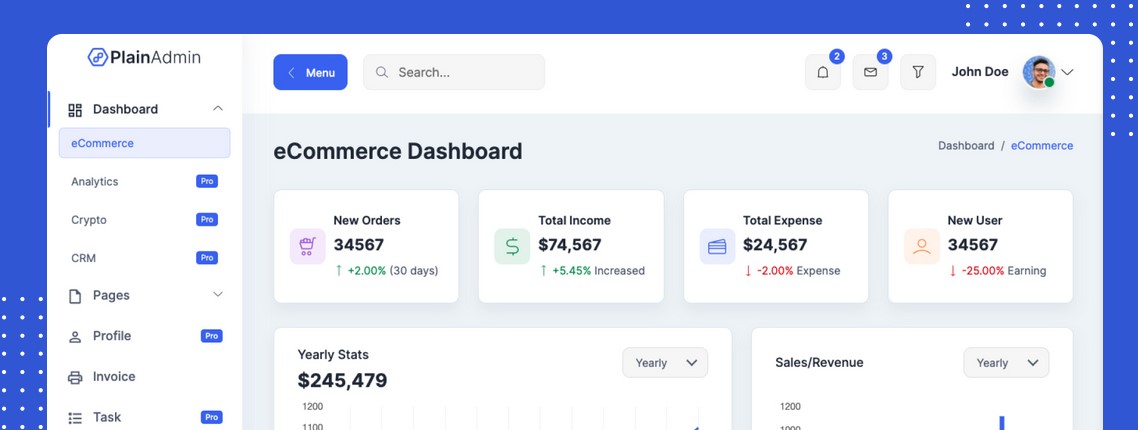 PlainAdmin
Menu
Search...
2
3
John Doe
Dashboard
eCommerce
Analytics Pro
Crypto Pro
CRM Pro
Pages
Profile Pro
Invoice
Task Pro
eCommerce Dashboard
Dashboard / eCommerce
New Orders
34567
↑ +2.00% (30 days)
Total Income
$74,567
↑ +5.45% Increased
Total Expense
$24,567
↓ -2.00% Expense
New User
34567
↓ -25.00% Earning
Yearly Stats
$245,479
Yearly
1200
1100
Sales/Revenue
Yearly
1200